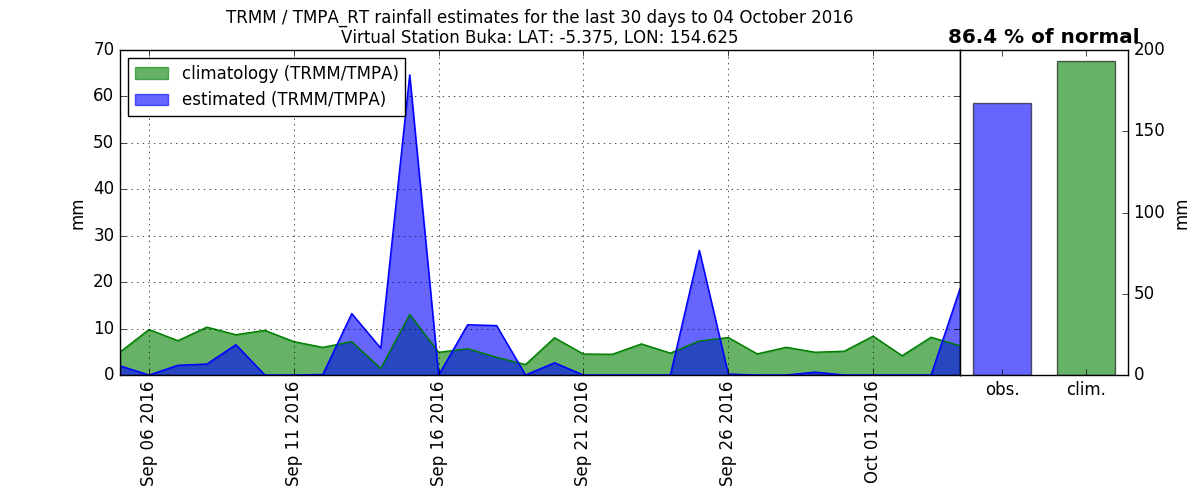 TRMM / TMPA_RT rainfall estimates for the last 30 days to 04 October 2016
Virtual Station Buka: LAT: -5.375, LON: 154.625
86.4 % of normal
climatology (TRMM/TMPA)
estimated (TRMM/TMPA)
70
60
50
40
30
20
10
0
mm
Sep 06 2016
Sep 11 2016
Sep 16 2016
Sep 21 2016
Sep 26 2016
Oct 01 2016
obs.
clim.
200
150
100
50
0
mm